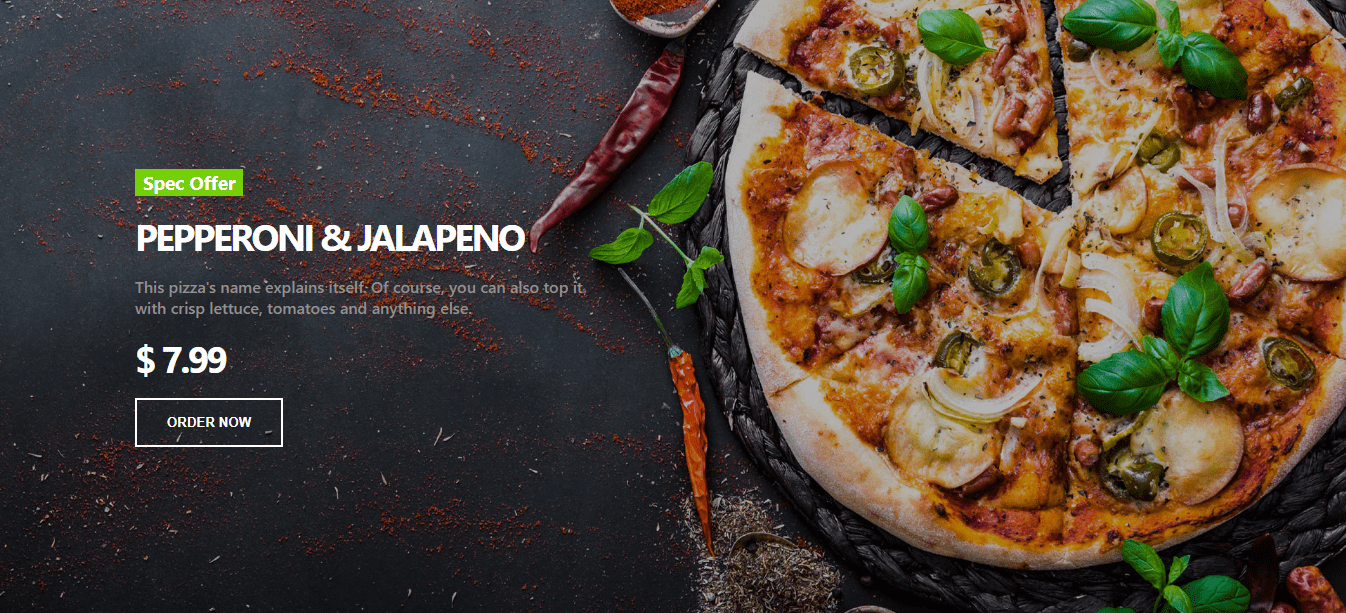 Spec Offer
PEPPERONI & JALAPENO
This pizza's name explains itself. Of course, you can also top it
with crisp lettuce, tomatoes and anything else.
$ 7.99
ORDER NOW